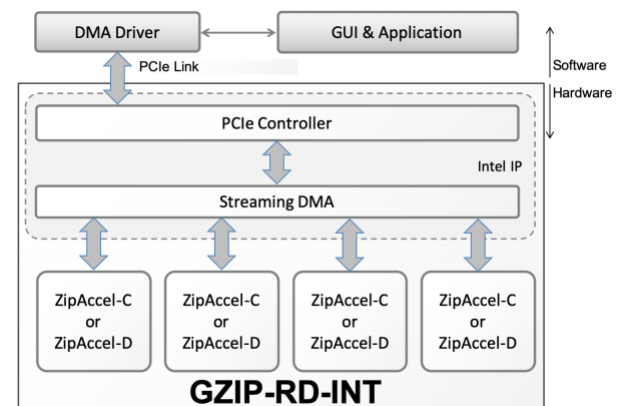 DMA Driver
GUI & Application
PCIe Link
Software
Hardware
PCIe Controller
Intel IP
Streaming DMA
ZipAccel-C
or
ZipAccel-D
ZipAccel-C
or
ZipAccel-D
ZipAccel-C
or
ZipAccel-D
ZipAccel-C
or
ZipAccel-D
GZIP-RD-INT